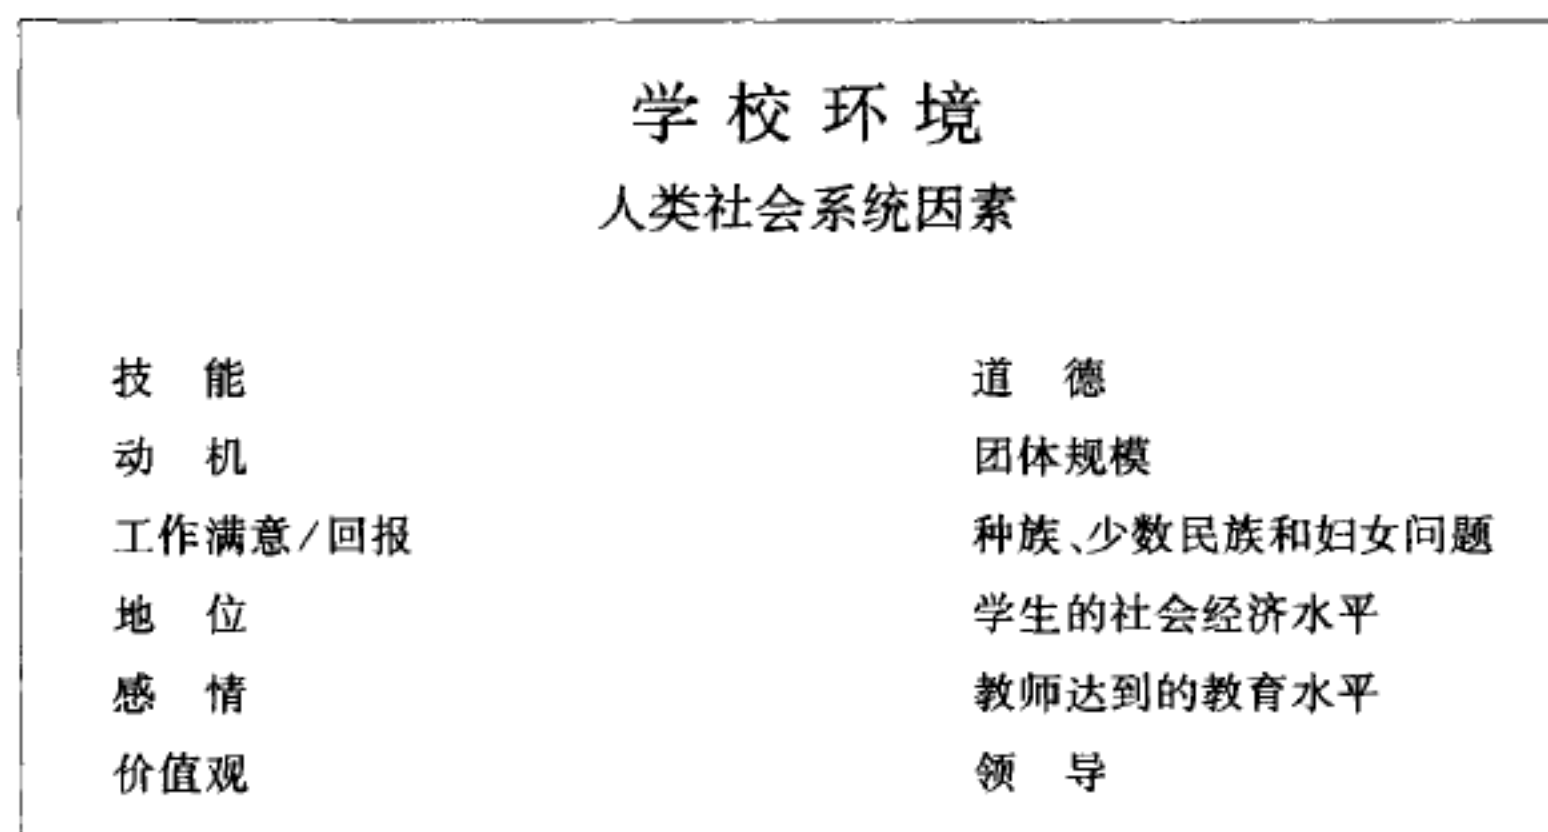 学校环境
人类社会系统因素
技 能
道 德
动 机
团体规模
工作满意/回报
种族、少数民族和妇女问题
地 位
学生的社会经济水平
感 情
教师达到的教育水平
价值观
领 导